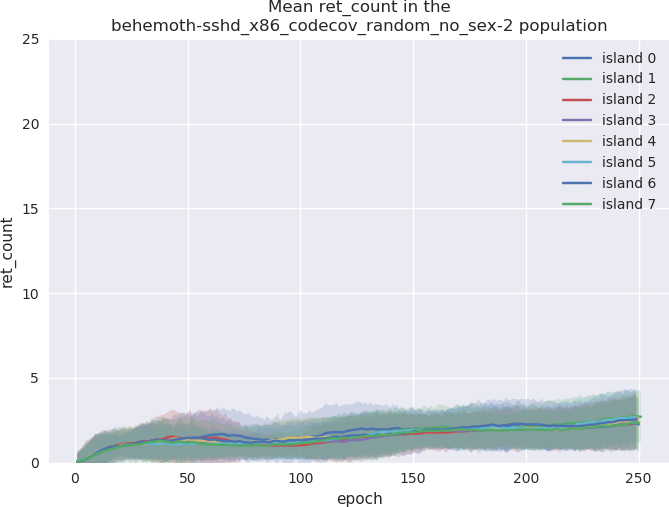 Mean ret_count in the
behemoth-sshd_x86_codecov_random_no_sex-2 population
25
20
15
10
5
0
ret_count
island 0
island 1
island 2
island 3
island 4
island 5
island 6
island 7
0 50 100 150 200 250
epoch